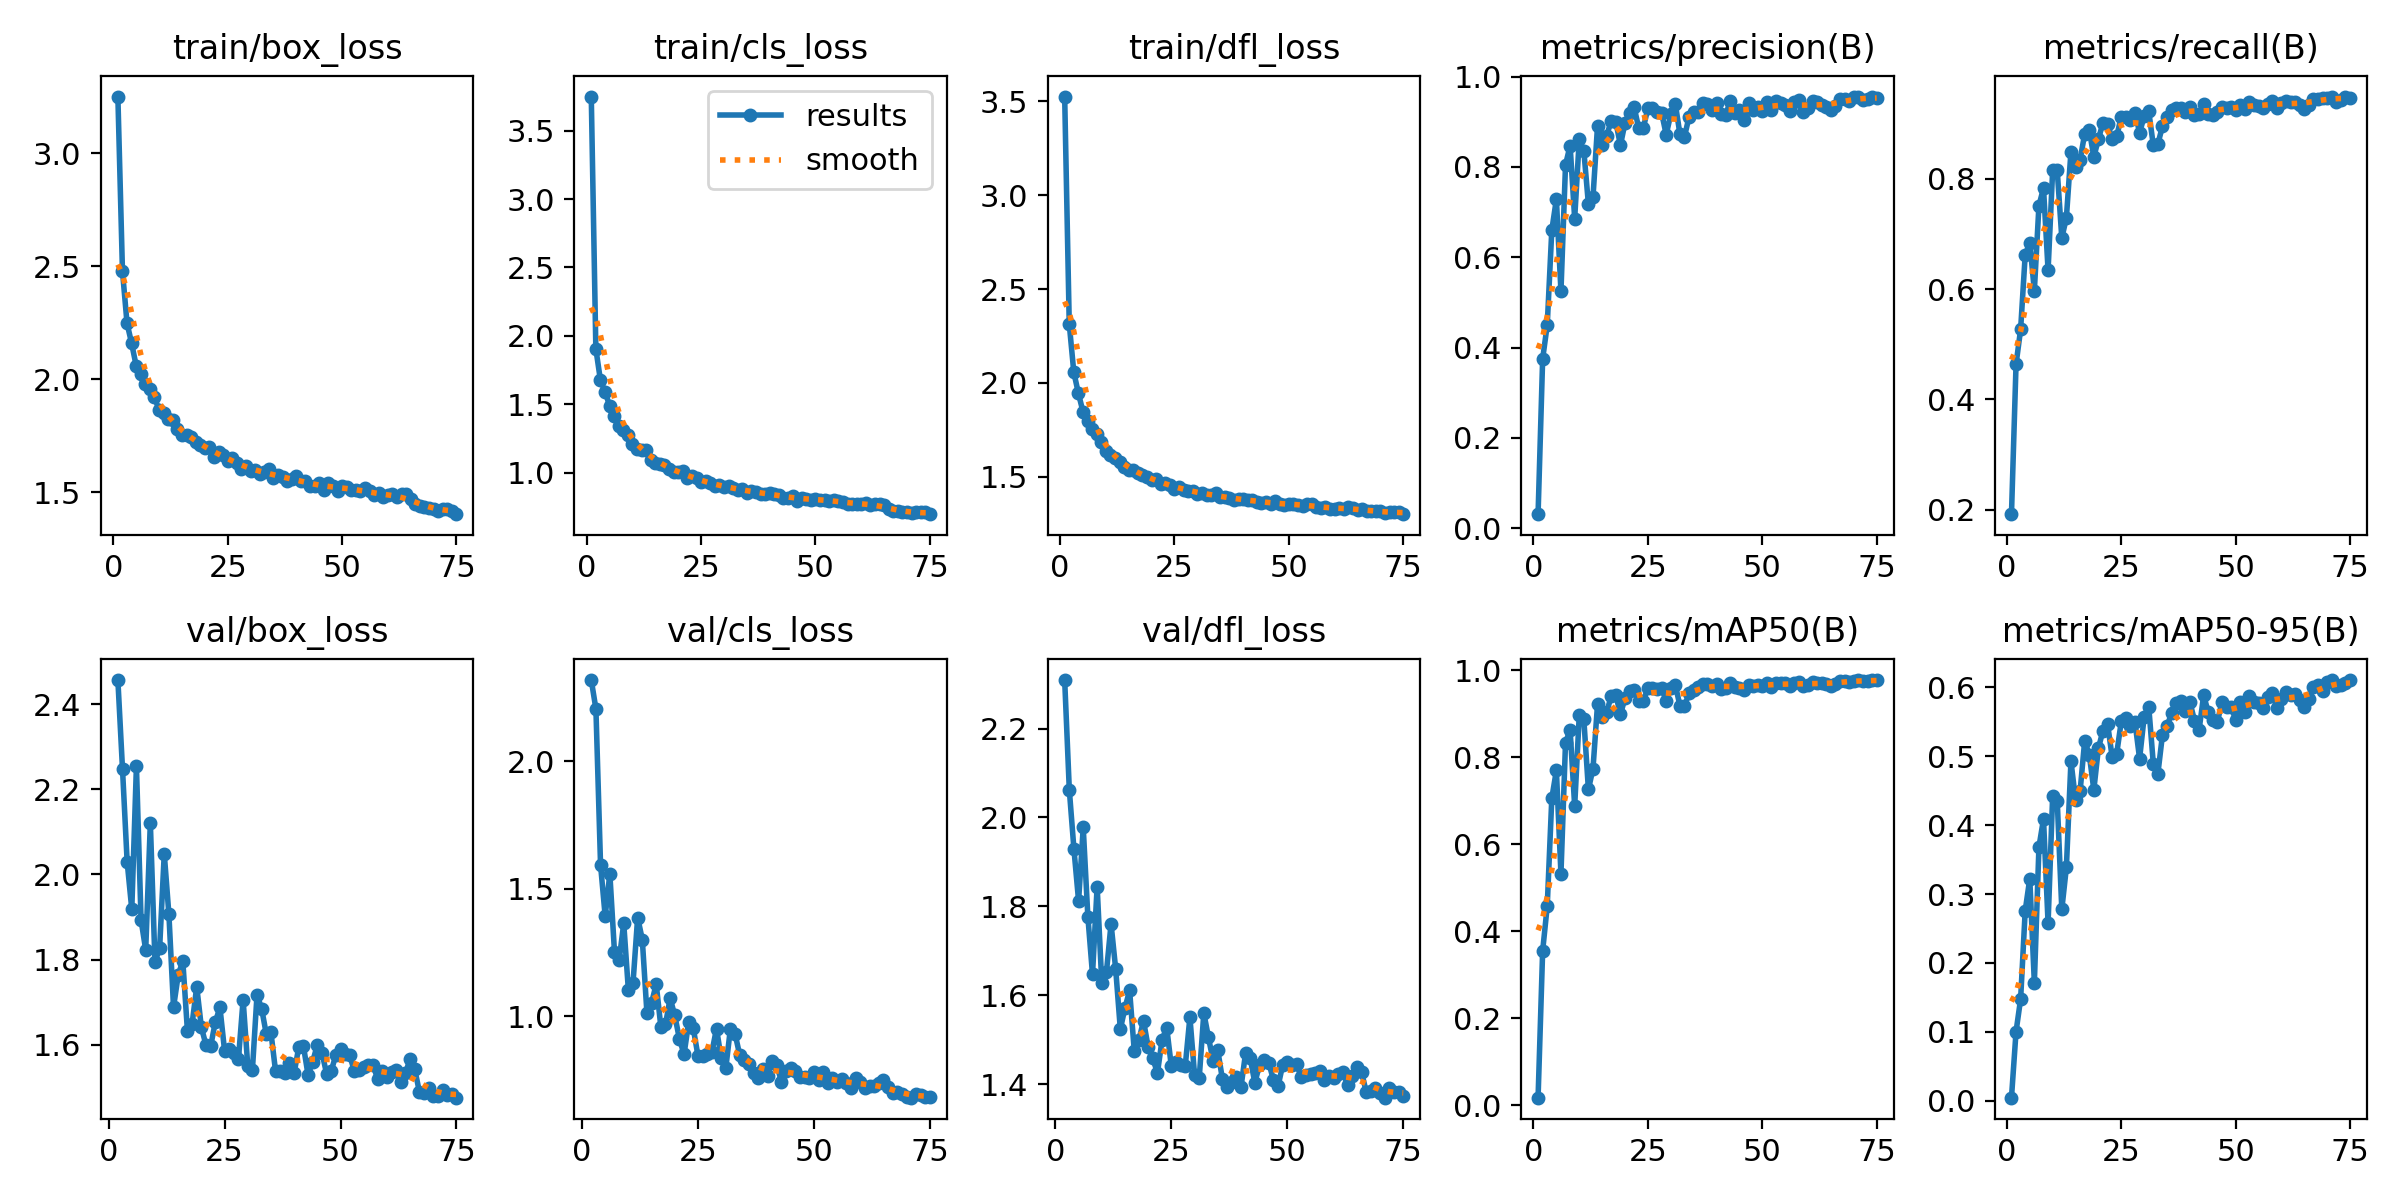 train/box_loss
train/cls_loss
train/dfl_loss
metrics/precision(B)
metrics/recall(B)
3.0
2.5
2.0
1.5
0 25 50 75
results
smooth
3.5
3.0
2.5
2.0
1.5
1.0
0 25 50 75
3.5
3.0
2.5
2.0
1.5
0 25 50 75
1.0
0.8
0.6
0.4
0.2
0.0
0 25 50 75
0.8
0.6
0.4
0.2
0 25 50 75
val/box_loss
val/cls_loss
val/dfl_loss
metrics/mAP50(B)
metrics/mAP50-95(B)
2.4
2.2
2.0
1.8
1.6
0 25 50 75
2.0
1.5
1.0
0 25 50 75
2.2
2.0
1.8
1.6
1.4
0 25 50 75
1.0
0.8
0.6
0.4
0.2
0.0
0 25 50 75
0.6
0.5
0.4
0.3
0.2
0.1
0.0
0 25 50 75